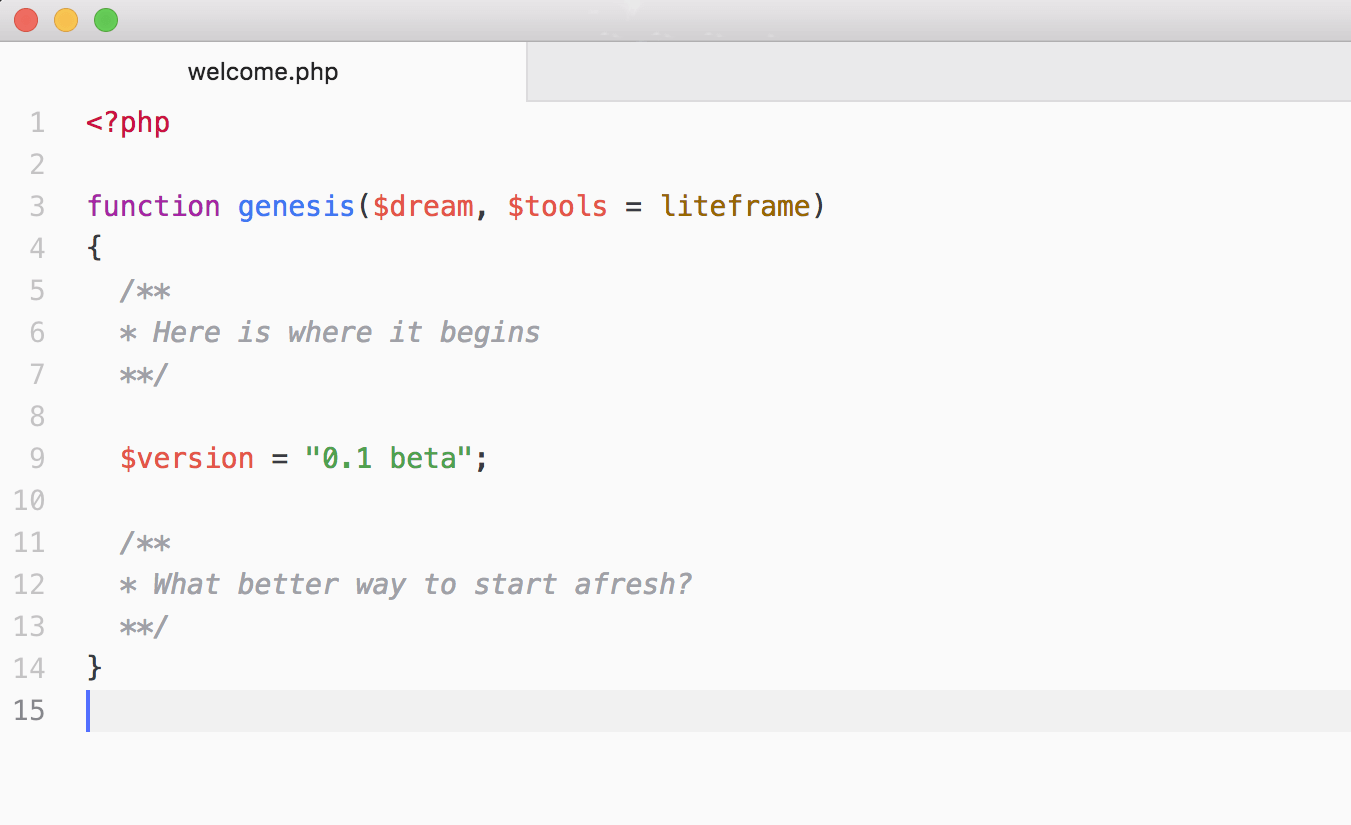 welcome.php
1 <?php
2
3 function genesis($dream, $tools = liteframe)
4 {
5   /**
6   * Here is where it begins
7   **/
8
9   $version = "0.1 beta";
10
11   /**
12   * What better way to start afresh?
13   **/
14 }
15